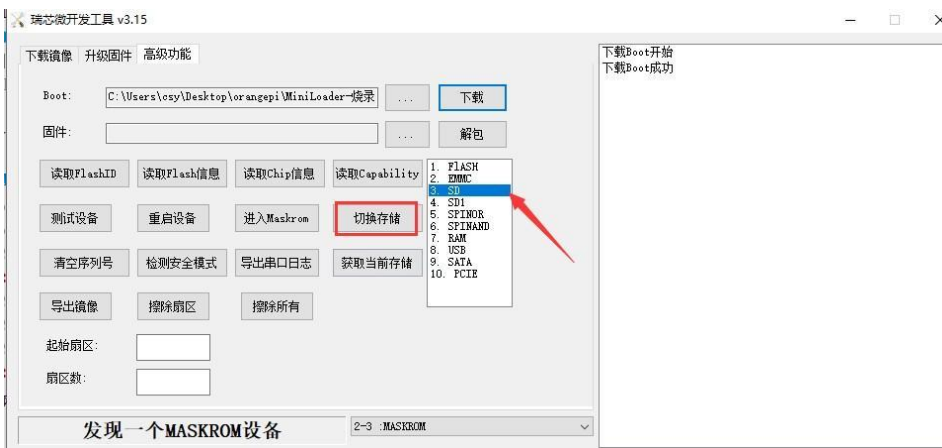 瑞芯微开发工具 v3.15
下载镜像 升级固件 高级功能
Boot: C:\Users\csy\Desktop\orangepi\MiniLoader-烧录 ... 下载
固件: ... 解包
读取FlashID 读取Flash信息 读取Chip信息 读取Capability
测试设备 重启设备 进入Maskrom 切换存储
清空序列号 检测安全模式 导出串口日志 获取当前存储
导出镜像 擦除扇区 擦除所有
起始扇区:
扇区数:
1. FlASH
2. EMMC
3. SD
4. SD1
5. SPINOR
6. SPINAND
7. RAM
8. USB
9. SATA
10. PCIE
发现一个MASKROM设备 2-3 :MASKROM
下载Boot开始
下载Boot成功